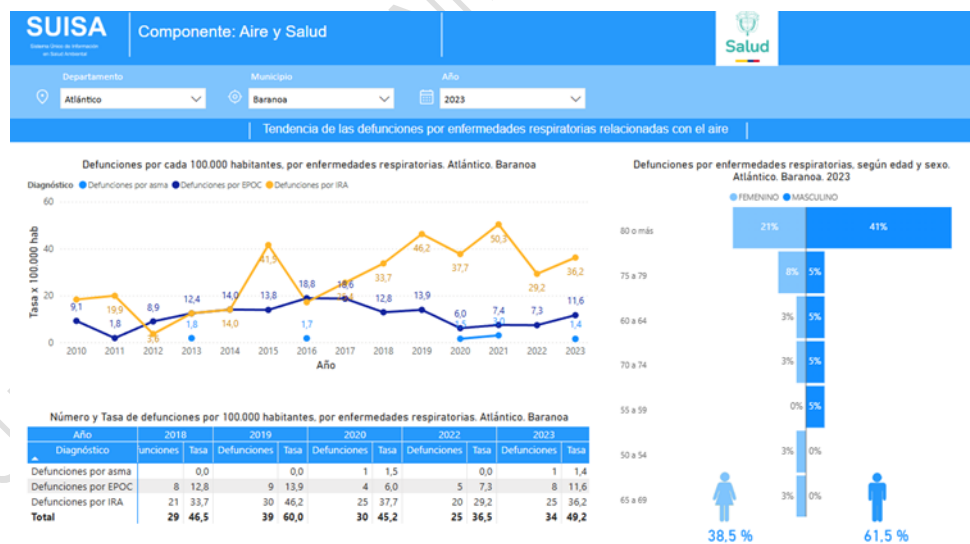 SUISA
Sistema Único de Información
en Salud Ambiental
Componente: Aire y Salud
Salud
Departamento
Municipio
Año
Atlántico
Baranoa
2023
Tendencia de las defunciones por enfermedades respiratorias relacionadas con el aire
Defunciones por cada 100.000 habitantes, por enfermedades respiratorias. Atlántico. Baranoa
Diagnóstico Defunciones por asma Defunciones por EPOC Defunciones por IRA
Tasa x 100.000 hab
60
40
20
0
9,1
1,8
19,9
8,9
3,6
12,4
1,8
14,0
14,0
41,5
13,8
18,8
1,7
18,6
33,7
12,8
46,2
13,9
37,7
6,0
1,5
50,3
7,4
3,0
29,2
7,3
36,2
11,6
1,4
2010 2011 2012 2013 2014 2015 2016 2017 2018 2019 2020 2021 2022 2023
Año
Número y Tasa de defunciones por 100.000 habitantes, por enfermedades respiratorias. Atlántico. Baranoa
Año 2018 2019 2020 2022 2023
Diagnóstico unciones Tasa Defunciones Tasa Defunciones Tasa Defunciones Tasa Defunciones Tasa
Defunciones por asma 0,0 0,0 1 1,5 0,0 1 1,4
Defunciones por EPOC 8 12,8 9 13,9 4 6,0 5 7,3 8 11,6
Defunciones por IRA 21 33,7 30 46,2 25 37,7 20 29,2 25 36,2
Total 29 46,5 39 60,0 30 45,2 25 36,5 34 49,2
Defunciones por enfermedades respiratorias, según edad y sexo.
Atlántico. Baranoa. 2023
FEMENINO MASCULINO
80 o más 21% 41%
75 a 79 8% 5%
60 a 64 3% 5%
70 a 74 3% 5%
55 a 59 0% 5%
50 a 54 3% 0%
65 a 69 3% 0%
38,5 % 61,5 %